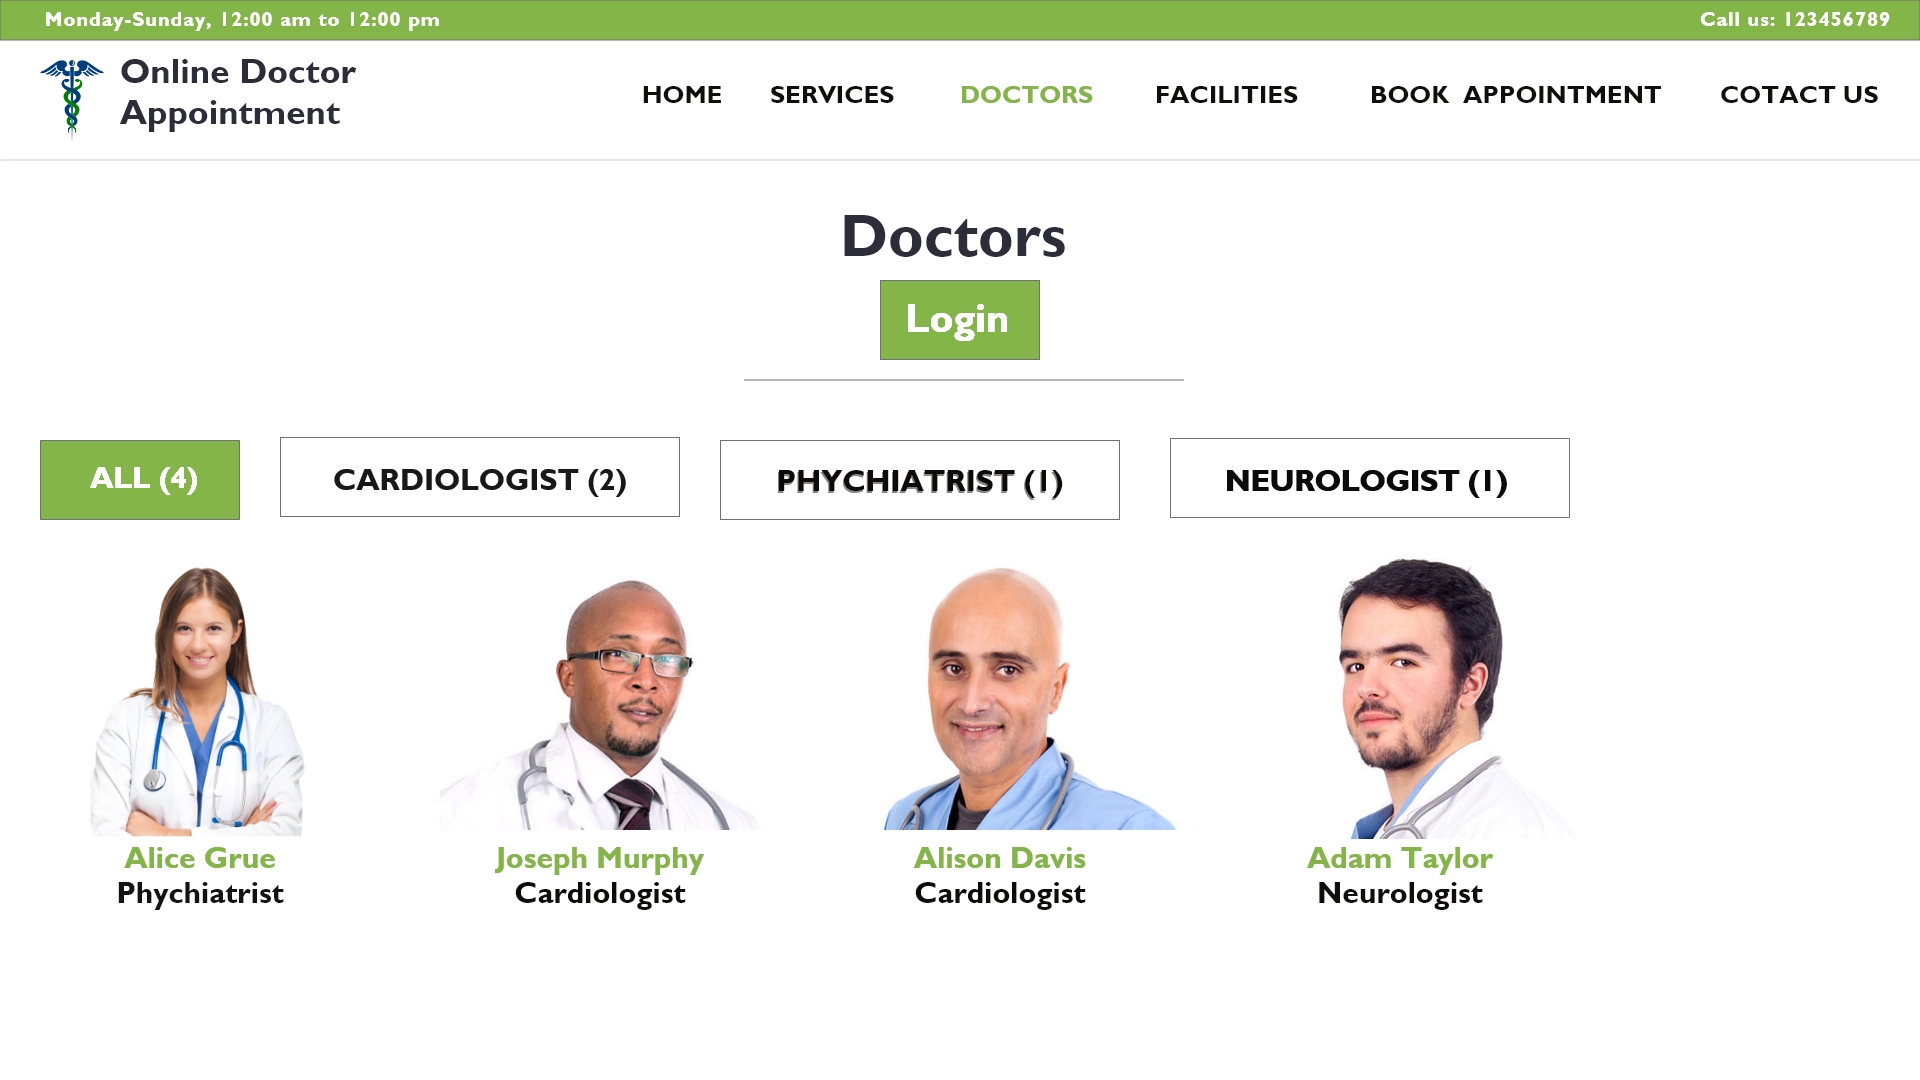 Monday-Sunday, 12:00 am to 12:00 pm
Call us: 123456789
Online Doctor
Appointment
HOME
SERVICES
DOCTORS
FACILITIES
BOOK APPOINTMENT
COTACT US
Doctors
Login
ALL (4)
CARDIOLOGIST (2)
PHYCHIATRIST (1)
NEUROLOGIST (1)
Alice Grue
Phychiatrist
Joseph Murphy
Cardiologist
Alison Davis
Cardiologist
Adam Taylor
Neurologist